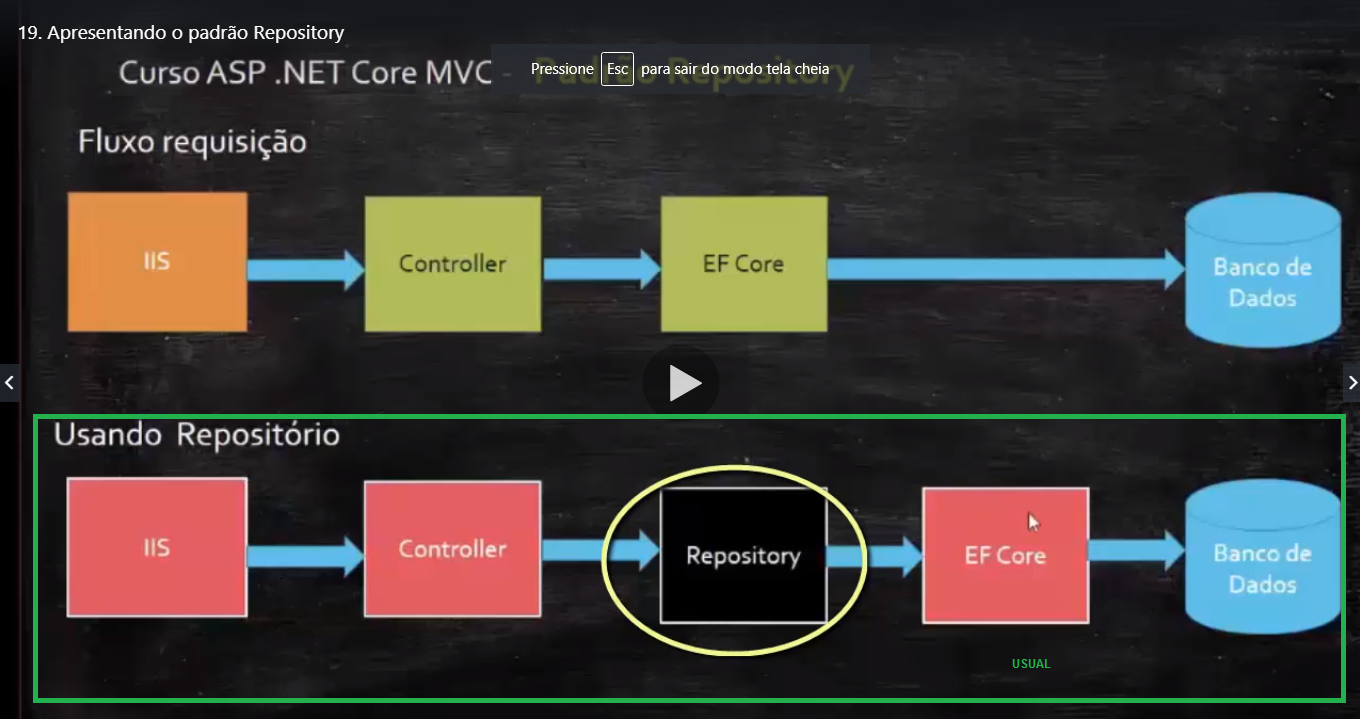 19. Apresentando o padrão Repository
Curso ASP .NET Core MVC - Padrão Repository
Pressione Esc para sair do modo tela cheia
Fluxo requisição
IIS
Controller
EF Core
Banco de
Dados
Usando Repositório
IIS
Controller
Repository
EF Core
Banco de
Dados
USUAL